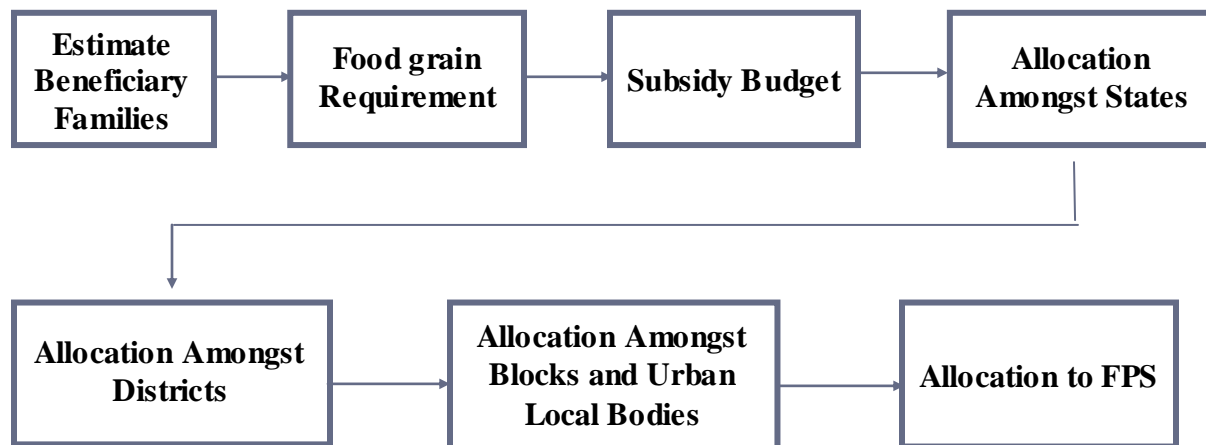 Estimate
Beneficiary
Families
Food grain
Requirement
Subsidy Budget
Allocation
Amongst States
Allocation Amongst
Districts
Allocation Amongst
Blocks and Urban
Local Bodies
Allocation to FPS